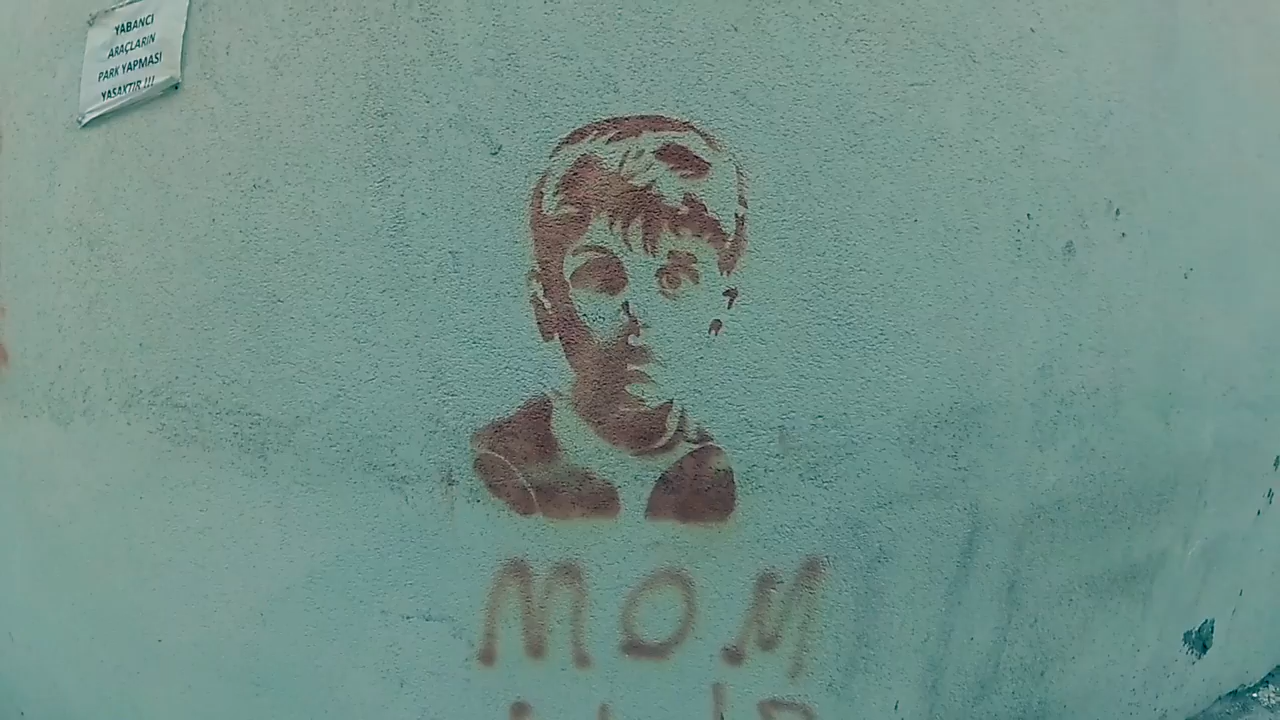 YABANCI
ARAÇLARIN
PARK YAPMASI
YASAKTIR !!!
MOM